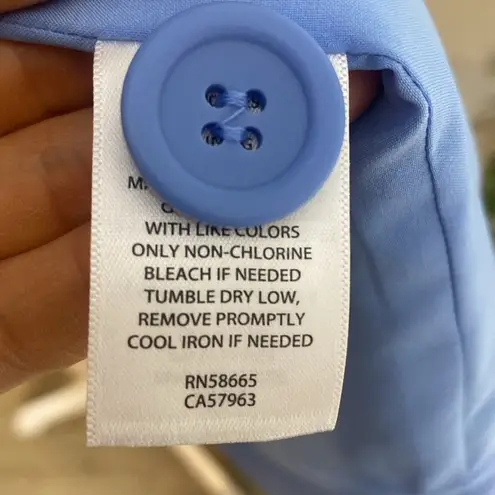 WITH LIKE COLORS
ONLY NON-CHLORINE
BLEACH IF NEEDED
TUMBLE DRY LOW,
REMOVE PROMPTLY
COOL IRON IF NEEDED
RN58665
CA57963